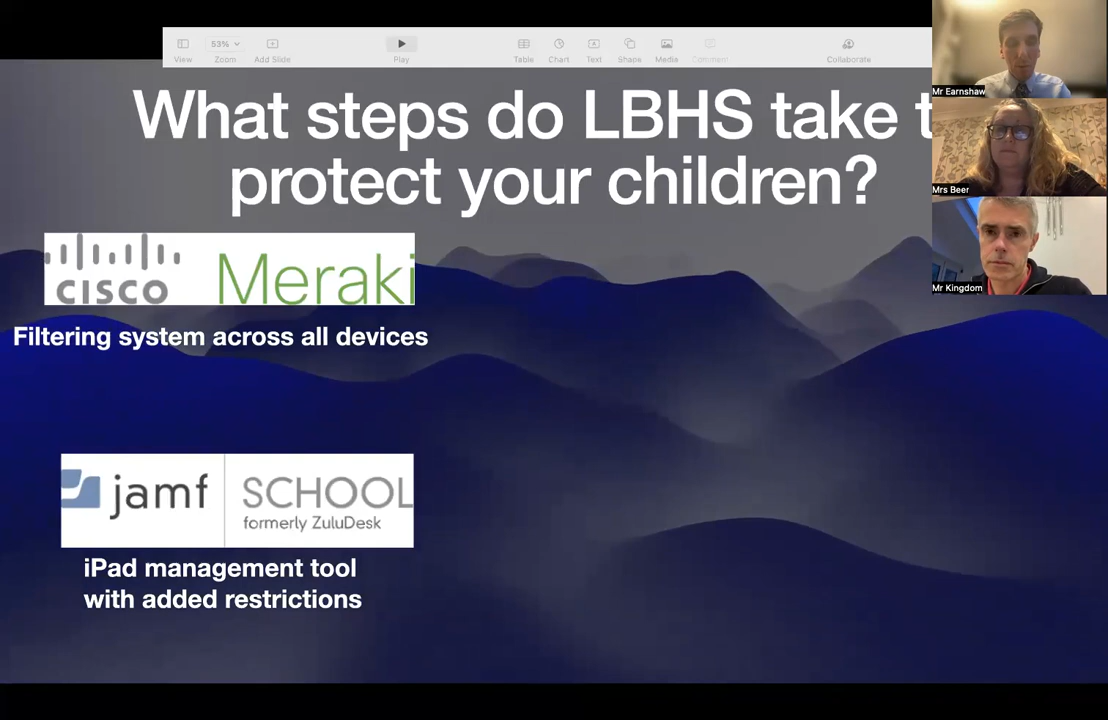 53%
View
Zoom
Add Slide
Play
Table
Chart
Text
Shape
Media
Comment
Collaborate
Mr Earnshaw
What steps do LBHS take t
protect your children?
Mrs Beer
CISCO Meraki
Mr Kingdom
Filtering system across all devices
jamf SCHOOL
formerly ZuluDesk
iPad management tool
with added restrictions